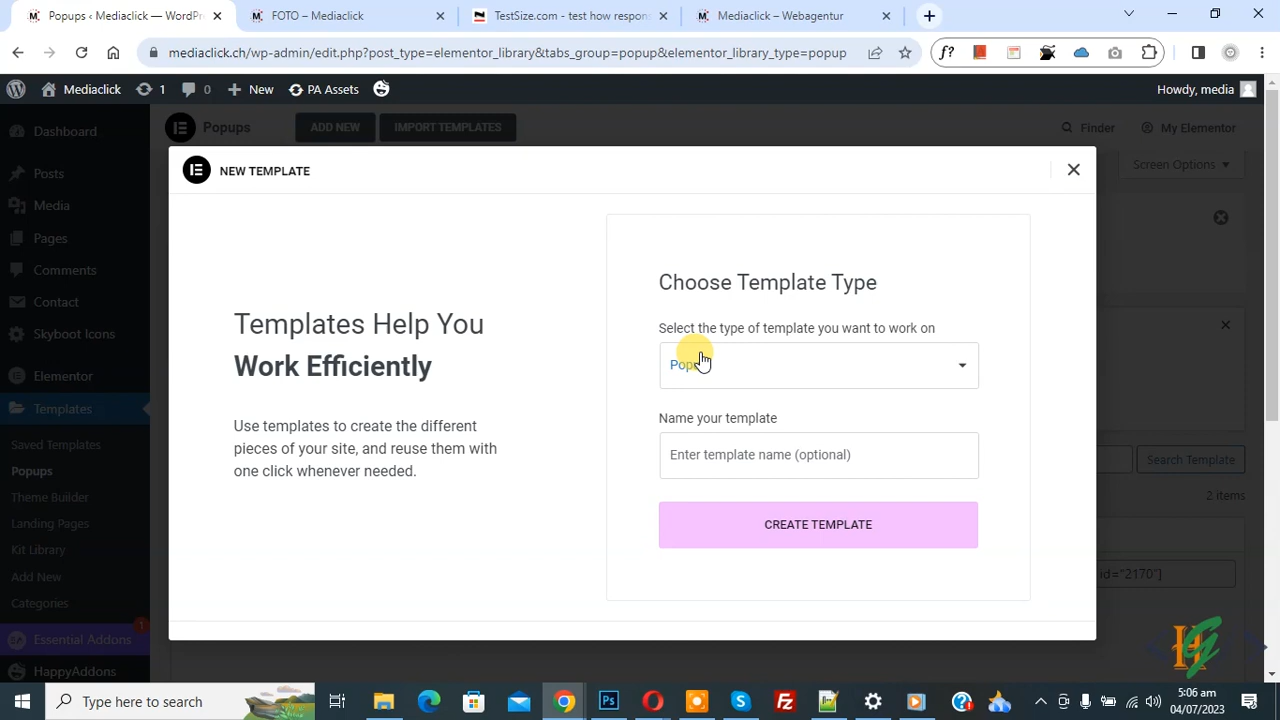 Popups ‹ Mediaclick — WordPr
FOTO – Mediaclick
TestSize.com - test how respons
Mediaclick – Webagentur
mediaclick.ch/wp-admin/edit.php?post_type=elementor_library&tabs_group=popup&elementor_library_type=popup
f?
Mediaclick
1
0
New
PA Assets
Howdy, media
Dashboard
Posts
Media
Pages
Comments
Contact
Skyboot Icons
Elementor
Templates
Saved Templates
Popups
Theme Builder
Landing Pages
Kit Library
Add New
Categories
Essential Addons
1
HappyAddons
Popups
ADD NEW
IMPORT TEMPLATES
Finder
My Elementor
Screen Options
NEW TEMPLATE
Templates Help You
Work Efficiently
Use templates to create the different
pieces of your site, and reuse them with
one click whenever needed.
Choose Template Type
Select the type of template you want to work on
Name your template
Enter template name (optional)
CREATE TEMPLATE
Search Template
2 items
id="2170"]
Type here to search
5:06 am
04/07/2023